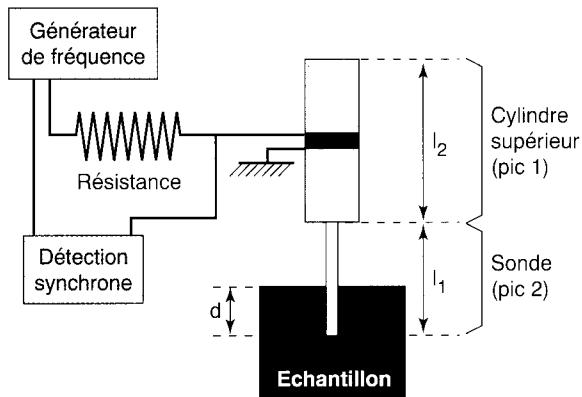 Générateur
de fréquence
Résistance
Détection
synchrone
l2
Cylindre
supérieur
(pic 1)
l1
Sonde
(pic 2)
d
Echantillon